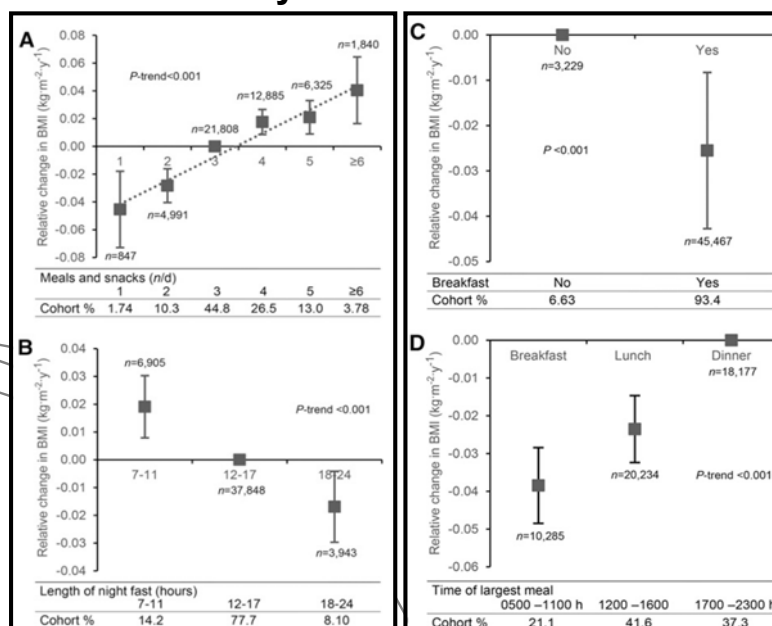 A
Relative change in BMI (kg·m⁻²·y⁻¹)
0.08
0.06
0.04
0.02
0.00
-0.02
-0.04
-0.06
-0.08
P-trend<0.001
n=847
n=4,991
n=21,808
n=12,885
n=6,325
n=1,840
1 2 3 4 5 ≥6
Meals and snacks (n/d)
1 2 3 4 5 ≥6
Cohort % 1.74 10.3 44.8 26.5 13.0 3.78
B
Relative change in BMI (kg·m⁻²·y⁻¹)
0.04
0.03
0.02
0.01
0.00
-0.01
-0.02
-0.03
-0.04
n=6,905
P-trend <0.001
7-11 12-17 18-24
n=37,848
n=3,943
Length of night fast (hours)
7-11 12-17 18-24
Cohort % 14.2 77.7 8.10
C
Relative change in BMI (kg·m⁻²·y⁻¹)
0.00
-0.01
-0.02
-0.03
-0.04
-0.05
No Yes
n=3,229
P <0.001
n=45,467
Breakfast No Yes
Cohort % 6.63 93.4
D
Relative change in BMI (kg·m⁻²·y⁻¹)
0.00
-0.01
-0.02
-0.03
-0.04
-0.05
-0.06
Breakfast Lunch Dinner
n=18,177
n=20,234
P-trend <0.001
n=10,285
Time of largest meal
0500 –1100 h 1200 –1600 1700 –2300 h
Cohort % 21.1 41.6 37.3